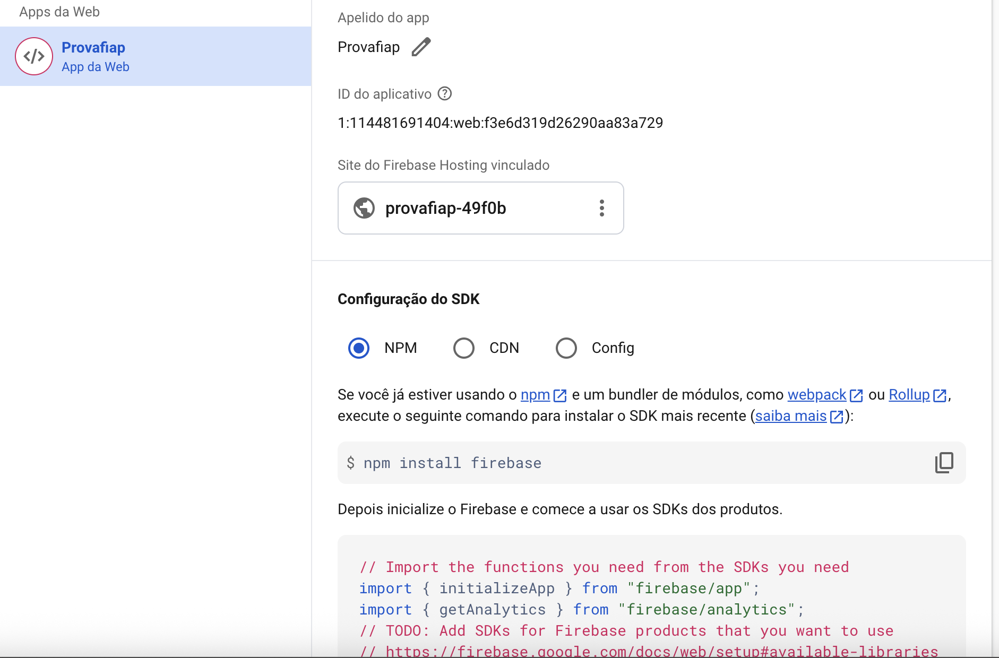 Apps da Web
Provafiap
App da Web
Apelido do app
Provafiap
ID do aplicativo
1:114481691404:web:f3e6d319d26290aa83a729
Site do Firebase Hosting vinculado
provafiap-49f0b
Configuração do SDK
NPM CDN Config
Se você já estiver usando o npm e um bundler de módulos, como webpack ou Rollup,
execute o seguinte comando para instalar o SDK mais recente (saiba mais):
$ npm install firebase
Depois inicialize o Firebase e comece a usar os SDKs dos produtos.
// Import the functions you need from the SDKs you need
import { initializeApp } from "firebase/app";
import { getAnalytics } from "firebase/analytics";
// TODO: Add SDKs for Firebase products that you want to use
// https://firebase.google.com/docs/web/setup#available-libraries